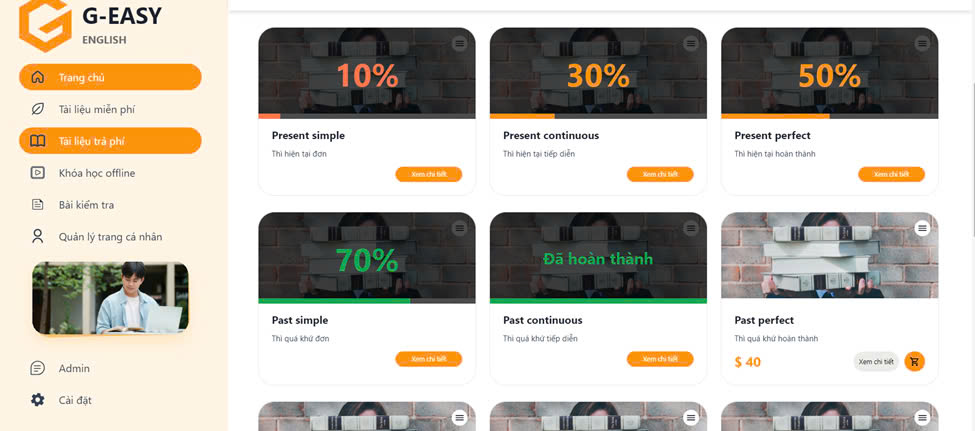 G-EASY
ENGLISH
Trang chủ
Tài liệu miễn phí
Tài liệu trả phí
Khóa học offline
Bài kiểm tra
Quản lý trang cá nhân
Admin
Cài đặt
10%
Present simple
Thì hiện tại đơn
Xem chi tiết
30%
Present continuous
Thì hiện tại tiếp diễn
Xem chi tiết
50%
Present perfect
Thì hiện tại hoàn thành
Xem chi tiết
70%
Past simple
Thì quá khứ đơn
Xem chi tiết
Đã hoàn thành
Past continuous
Thì quá khứ tiếp diễn
Xem chi tiết
Past perfect
Thì quá khứ hoàn thành
$ 40
Xem chi tiết